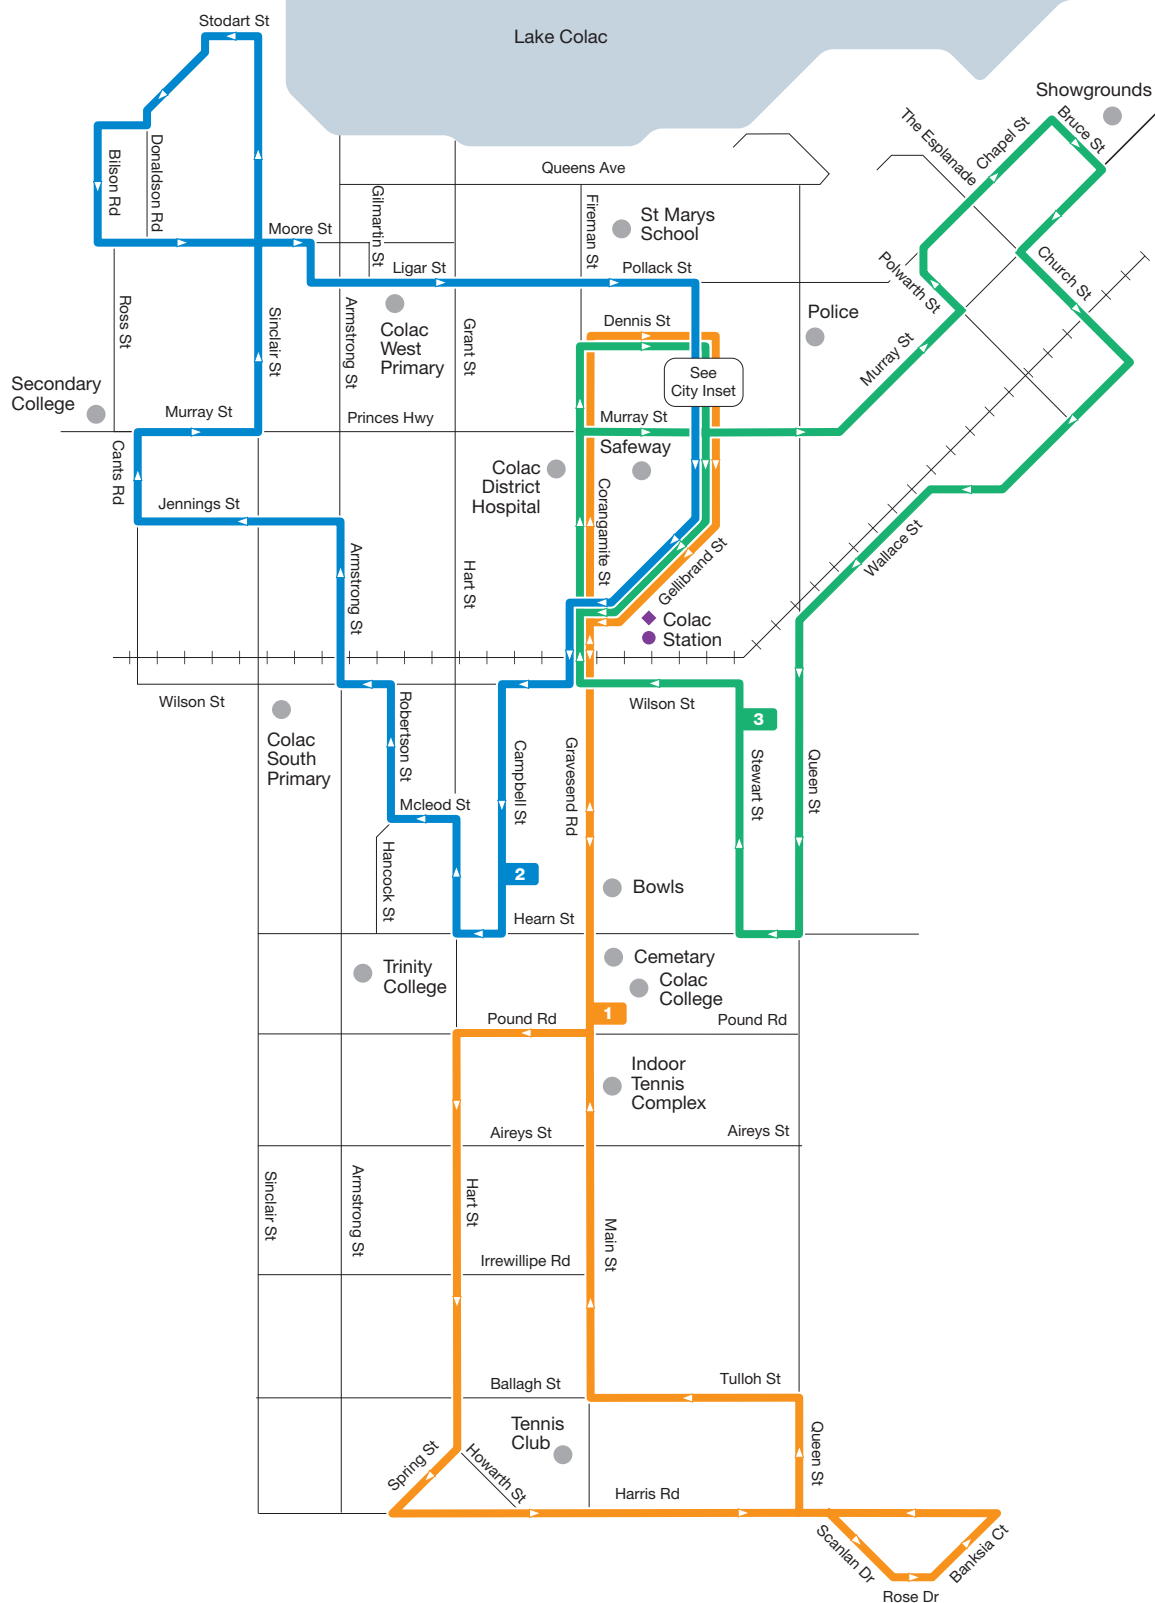 Stodart St
Lake Colac
Showgrounds
Bruce St
Chapel St
The Esplanade
Donaldson Rd
Bilson Rd
Queens Ave
Gilmartin St
Fireman St
St Marys
School
Moore St
Ligar St
Pollack St
Polwarth St
Church St
Ross St
Sinclair St
Armstrong St
Colac
West
Primary
Grant St
Dennis St
Police
Murray St
See
City Inset
Secondary
College
Murray St
Princes Hwy
Murray St
Safeway
Cants Rd
Colac
District
Hospital
Corangamite St
Jennings St
Armstrong St
Hart St
Gellibrand St
Wallace St
Colac
Station
Wilson St
Wilson St
Colac
South
Primary
Robertson St
Campbell St
Gravesend Rd
3
Stewart St
Queen St
Mcleod St
Hancock St
2
Bowls
Hearn St
Trinity
College
Cemetary
Colac
College
1
Pound Rd
Pound Rd
Indoor
Tennis
Complex
Aireys St
Aireys St
Sinclair St
Armstrong St
Hart St
Main St
Irrewillipe Rd
Ballagh St
Tulloh St
Tennis
Club
Spring St
Howarth St
Queen St
Harris Rd
Scanlan Dr
Banksia Ct
Rose Dr